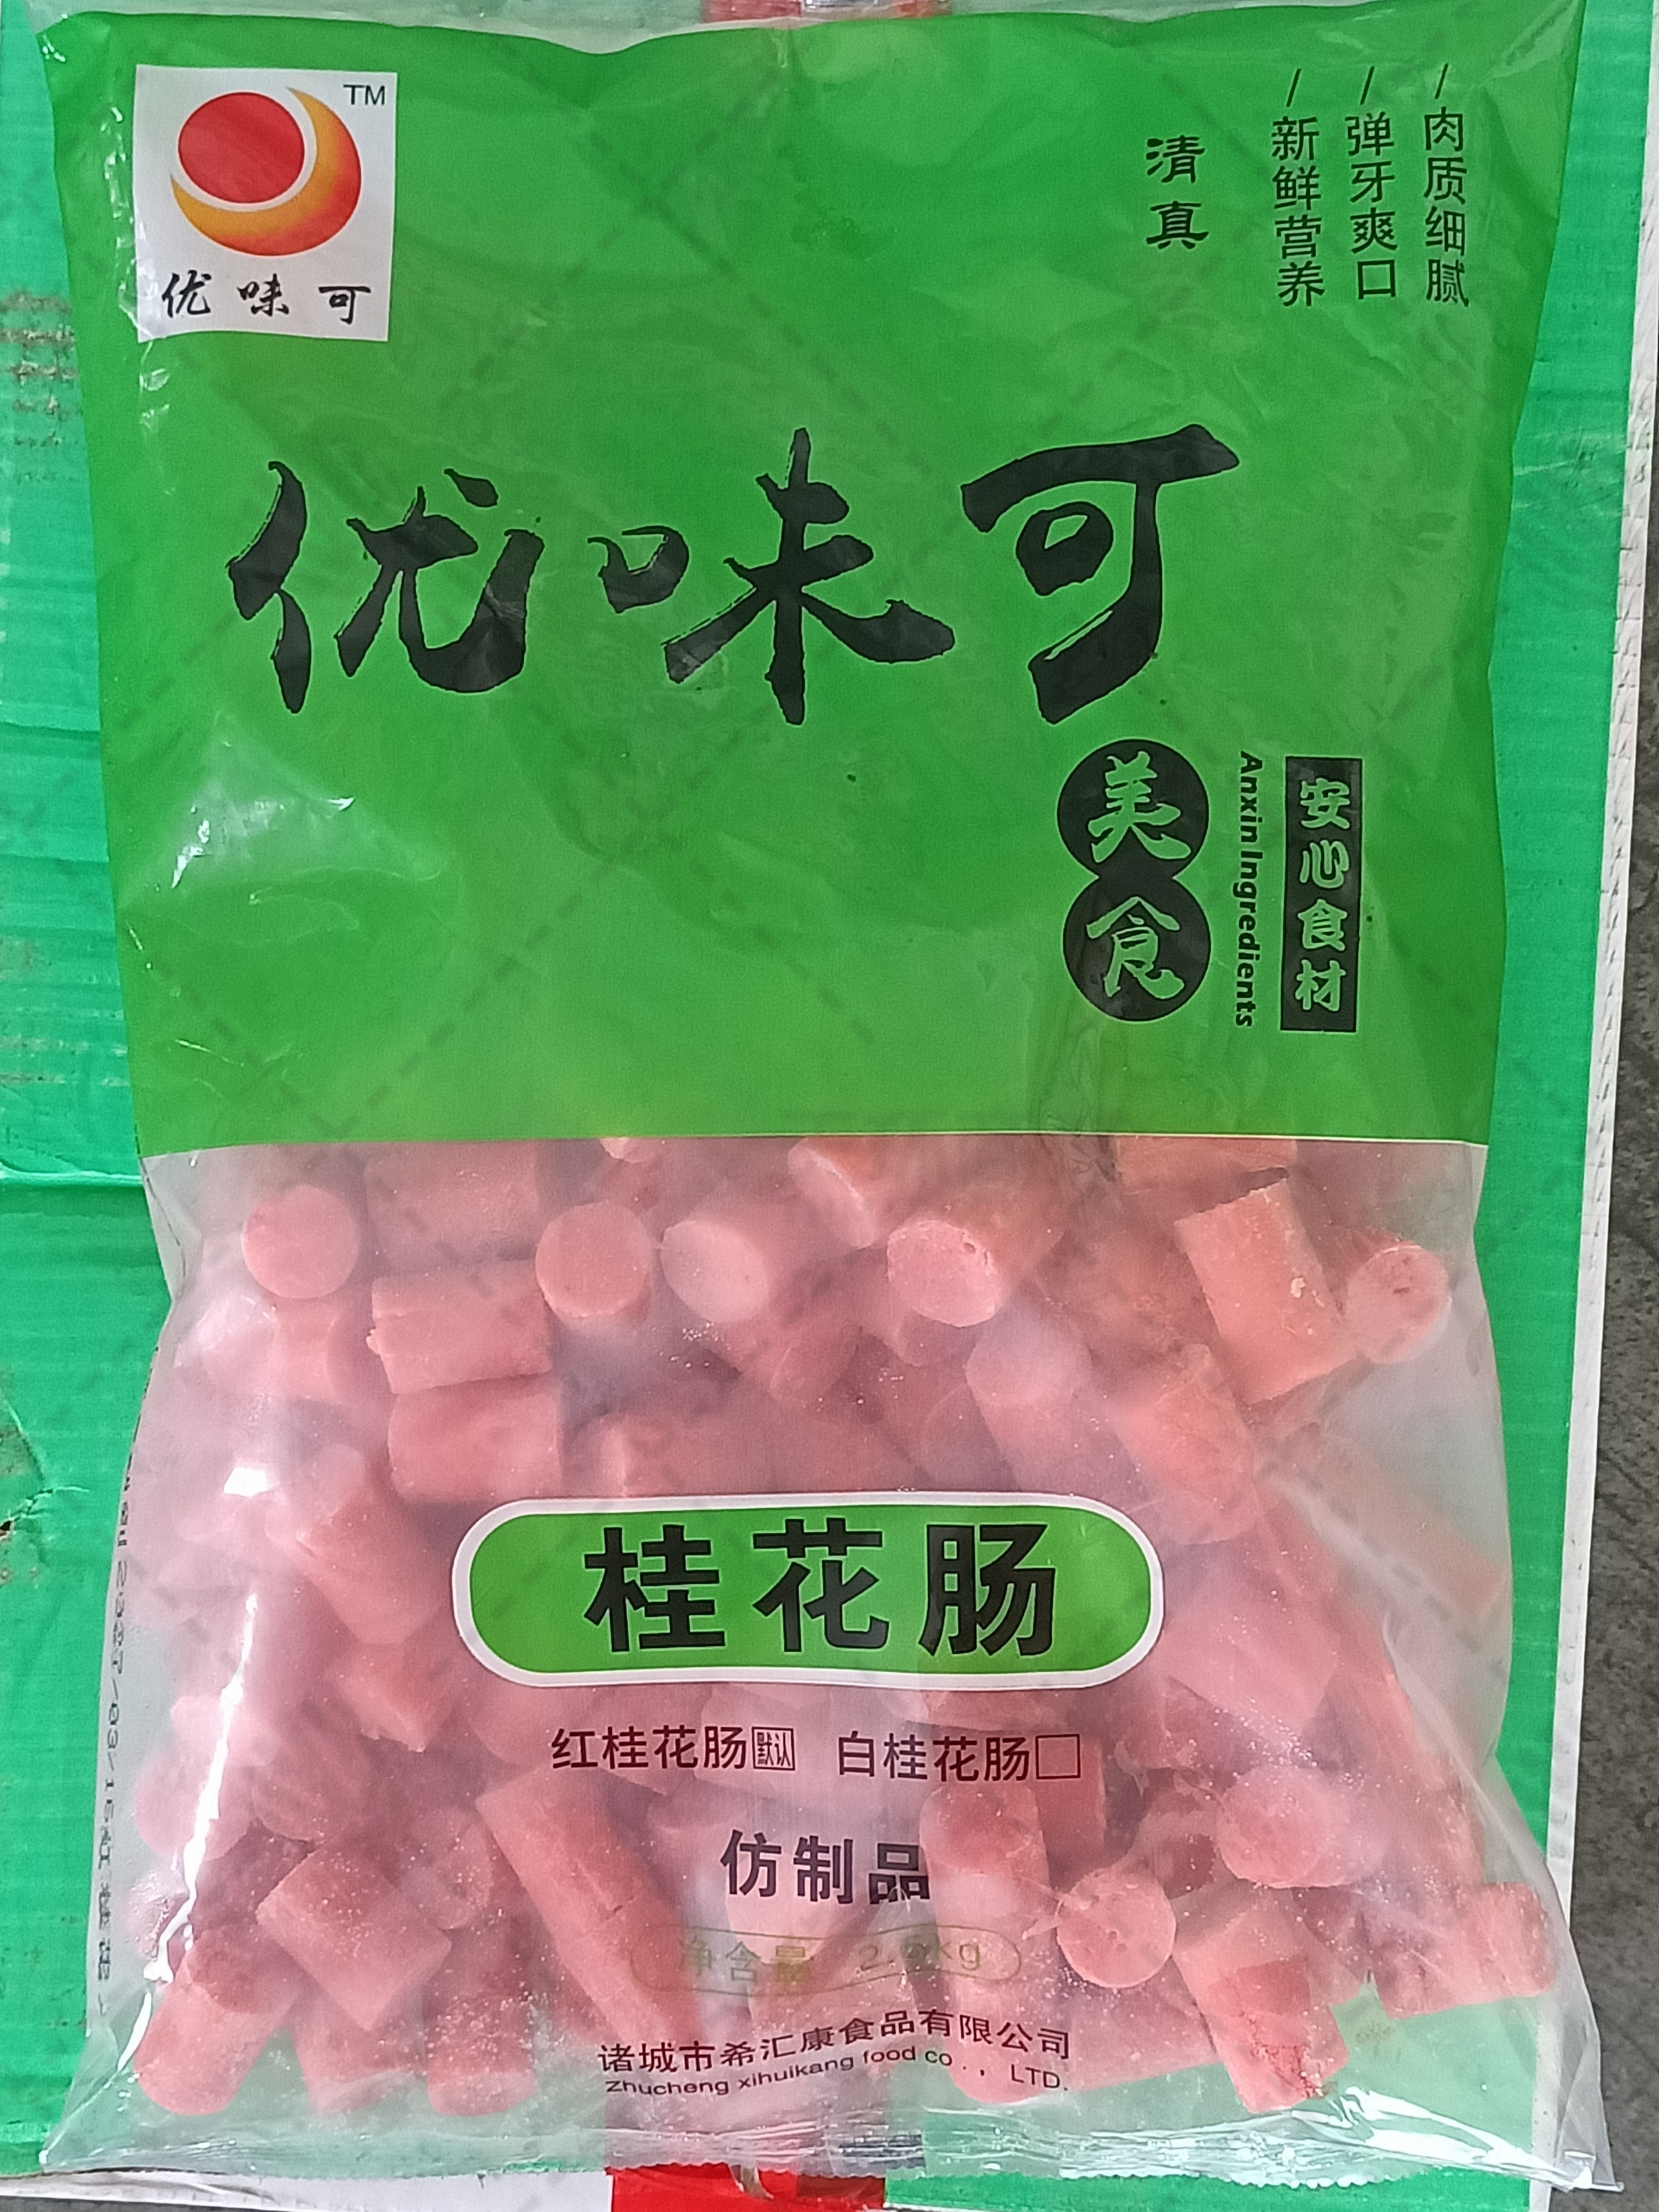 TM
优味可
肉质细腻
弹牙爽口
新鲜营养
清真
优味可
美食
Anxin Ingredients
安心食材
桂花肠
红桂花肠默认 白桂花肠□
仿制品
净含量 2.5kg
诸城市希汇康食品有限公司
Zhucheng xihuikang food co., LTD.